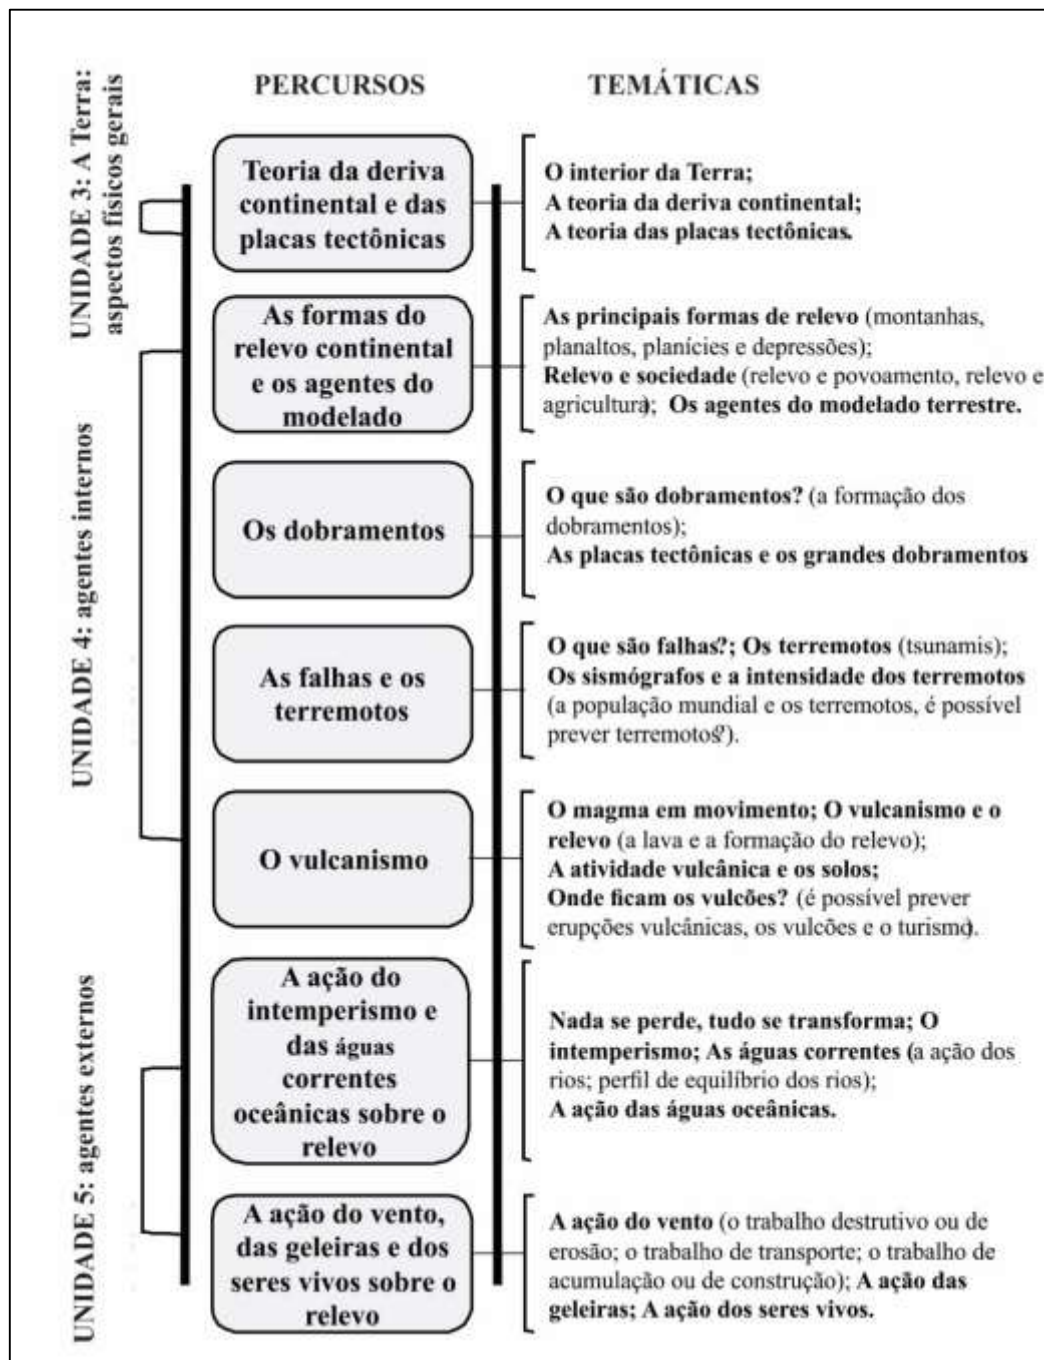 PERCURSOS
TEMÁTICAS
UNIDADE 3: A Terra:
aspectos físicos gerais
Teoria da deriva
continental e das
placas tectônicas
O interior da Terra;
A teoria da deriva continental;
A teoria das placas tectônicas.
UNIDADE 4: agentes internos
As formas do
relevo continental
e os agentes do
modelado
As principais formas de relevo (montanhas,
planaltos, planícies e depressões);
Relevo e sociedade (relevo e povoamento, relevo e
agricultura); Os agentes do modelado terrestre.
Os dobramentos
O que são dobramentos? (a formação dos
dobramentos);
As placas tectônicas e os grandes dobramentos
As falhas e os
terremotos
O que são falhas?; Os terremotos (tsunamis);
Os sismógrafos e a intensidade dos terremotos
(a população mundial e os terremotos, é possível
prever terremotos?).
O vulcanismo
O magma em movimento; O vulcanismo e o
relevo (a lava e a formação do relevo);
A atividade vulcânica e os solos;
Onde ficam os vulcões? (é possível prever
erupções vulcânicas, os vulcões e o turismo).
UNIDADE 5: agentes externos
A ação do
intemperismo e
das águas
correntes
oceânicas sobre o
relevo
Nada se perde, tudo se transforma; O
intemperismo; As águas correntes (a ação dos
rios; perfil de equilíbrio dos rios);
A ação das águas oceânicas.
A ação do vento,
das geleiras e dos
seres vivos sobre o
relevo
A ação do vento (o trabalho destrutivo ou de
erosão; o trabalho de transporte; o trabalho de
acumulação ou de construção); A ação das
geleiras; A ação dos seres vivos.